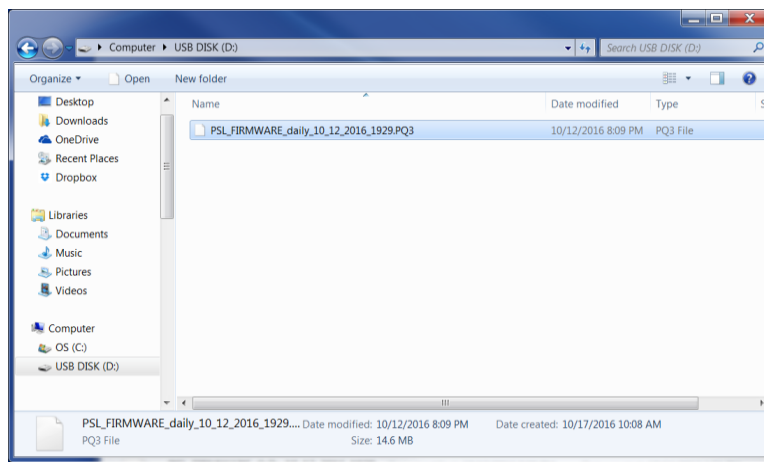 Computer ▸ USB DISK (D:)
Search USB DISK (D:)
Organize ▾ Open New folder
Desktop
Downloads
OneDrive
Recent Places
Dropbox
Libraries
Documents
Music
Pictures
Videos
Computer
OS (C:)
USB DISK (D:)
Name Date modified Type S
PSL_FIRMWARE_daily_10_12_2016_1929.PQ3 10/12/2016 8:09 PM PQ3 File
PSL_FIRMWARE_daily_10_12_2016_1929.... Date modified: 10/12/2016 8:09 PM Date created: 10/17/2016 10:08 AM
PQ3 File Size: 14.6 MB